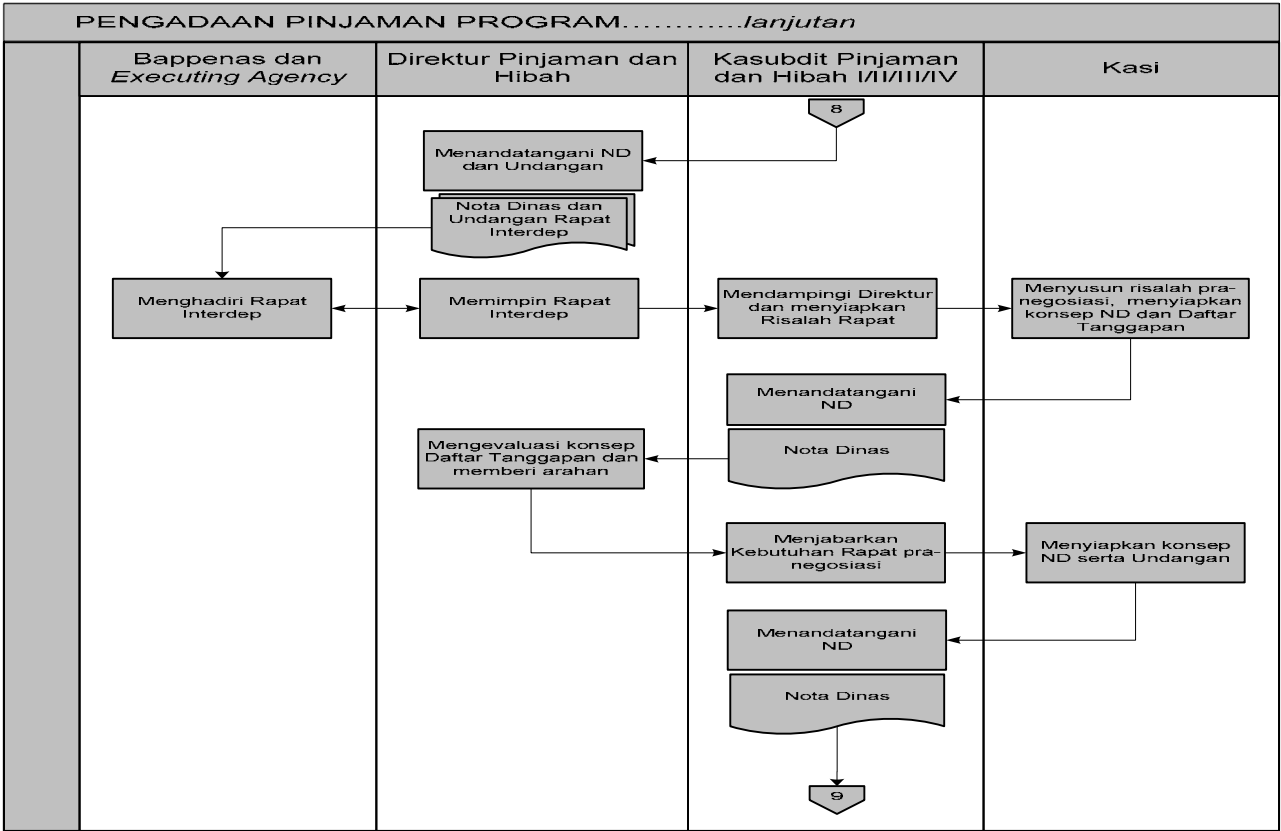 PENGADAAN PINJAMAN PROGRAM............lanjutan
Bappenas dan
Executing Agency
Direktur Pinjaman dan
Hibah
Kasubdit Pinjaman
dan Hibah I/II/III/IV
Kasi
8
Menandatangani ND
dan Undangan
Nota Dinas dan
Undangan Rapat
Interdep
Menghadiri Rapat
Interdep
Memimpin Rapat
Interdep
Mendampingi Direktur
dan menyiapkan
Risalah Rapat
Menyusun risalah pra-
negosiasi, menyiapkan
konsep ND dan Daftar
Tanggapan
Menandatangani
ND
Nota Dinas
Mengevaluasi konsep
Daftar Tanggapan dan
memberi arahan
Menjabarkan
Kebutuhan Rapat pra-
negosiasi
Menyiapkan konsep
ND serta Undangan
Menandatangani
ND
Nota Dinas
9